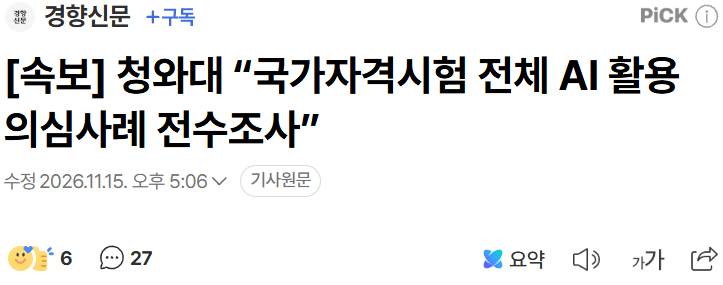 경향신문 경향신문 +구독 PiCK
[속보] 청와대 “국가자격시험 전체 AI 활용
의심사례 전수조사”
수정 2026.11.15. 오후 5:06 기사원문
6 27 요약 가가